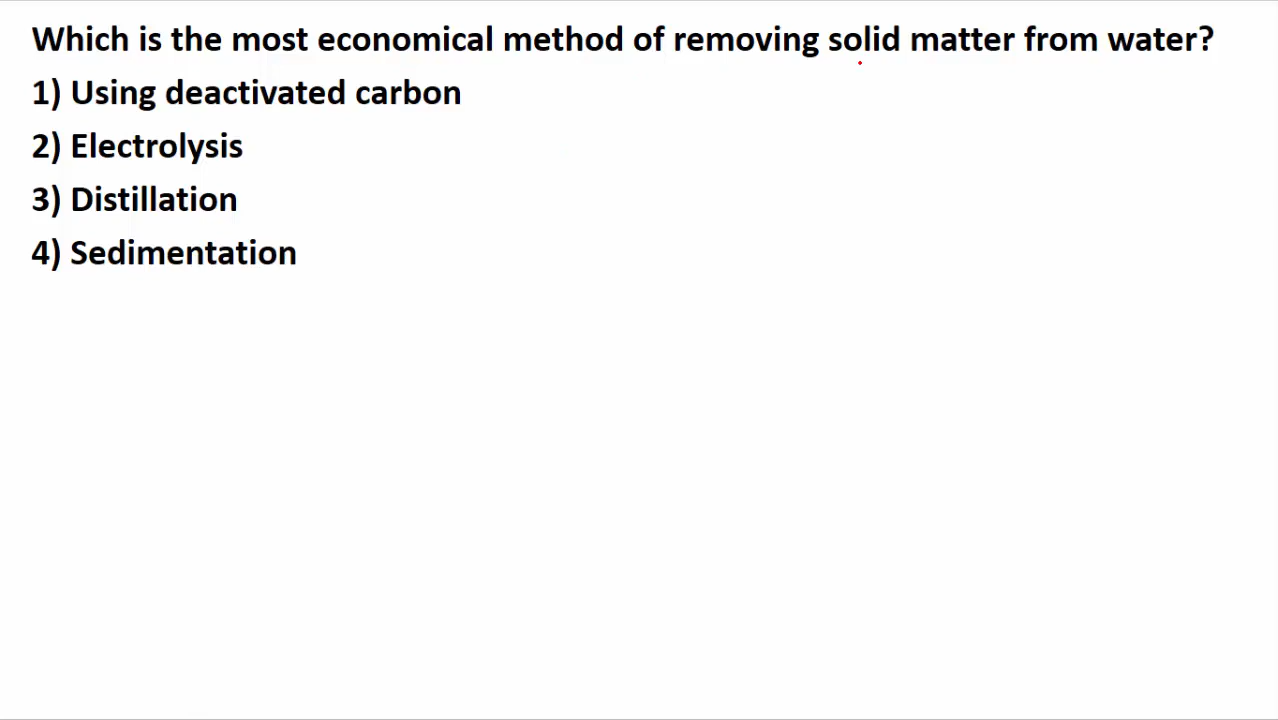 Which is the most economical method of removing solid matter from water?
1) Using deactivated carbon
2) Electrolysis
3) Distillation
4) Sedimentation